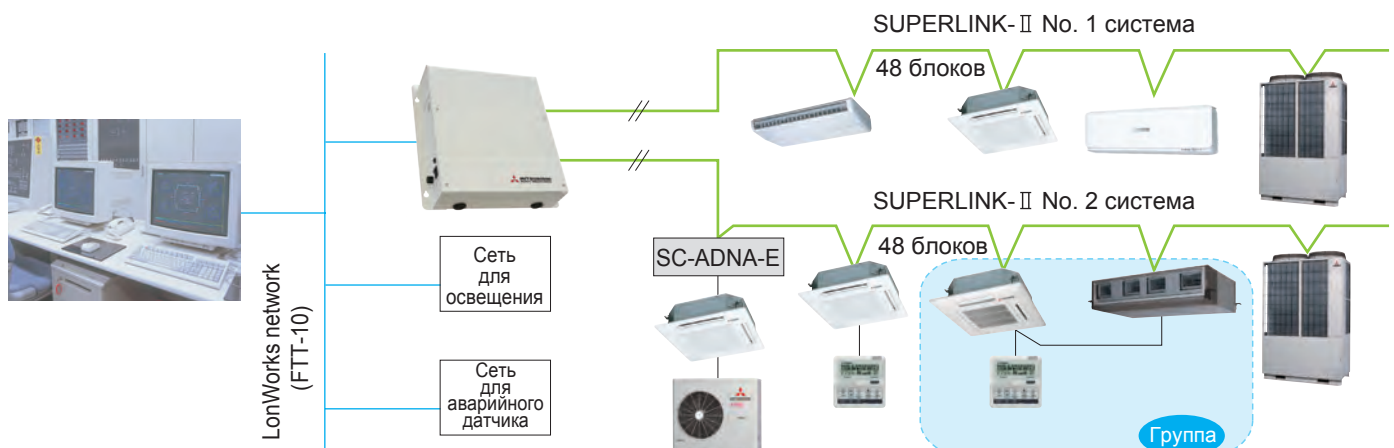 SUPERLINK-Ⅱ No. 1 система
48 блоков
SUPERLINK-Ⅱ No. 2 система
48 блоков
SC-ADNA-E
Сеть
для
освещения
Сеть
для
аварийного
датчика
LonWorks network
(FTT-10)
Группа